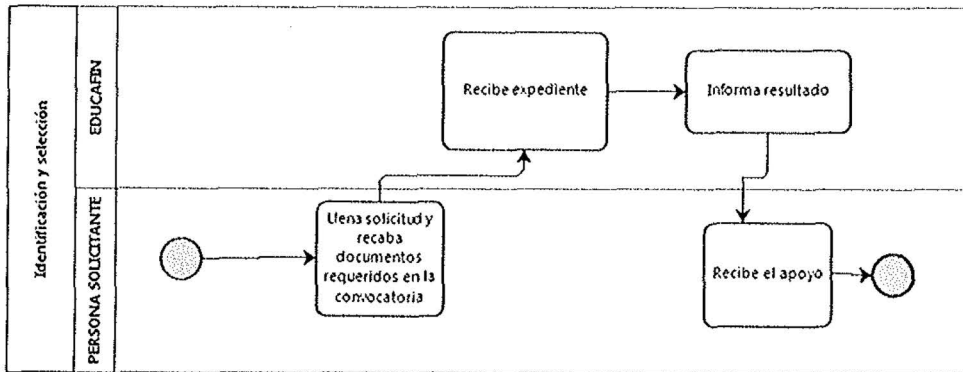 Identificación y selección
EDUCAFIN
Recibe expediente
Informa resultado
PERSONA SOLICITANTE
Llena solicitud y
recaba
documentos
requeridos en la
convocatoria
Recibe el apoyo